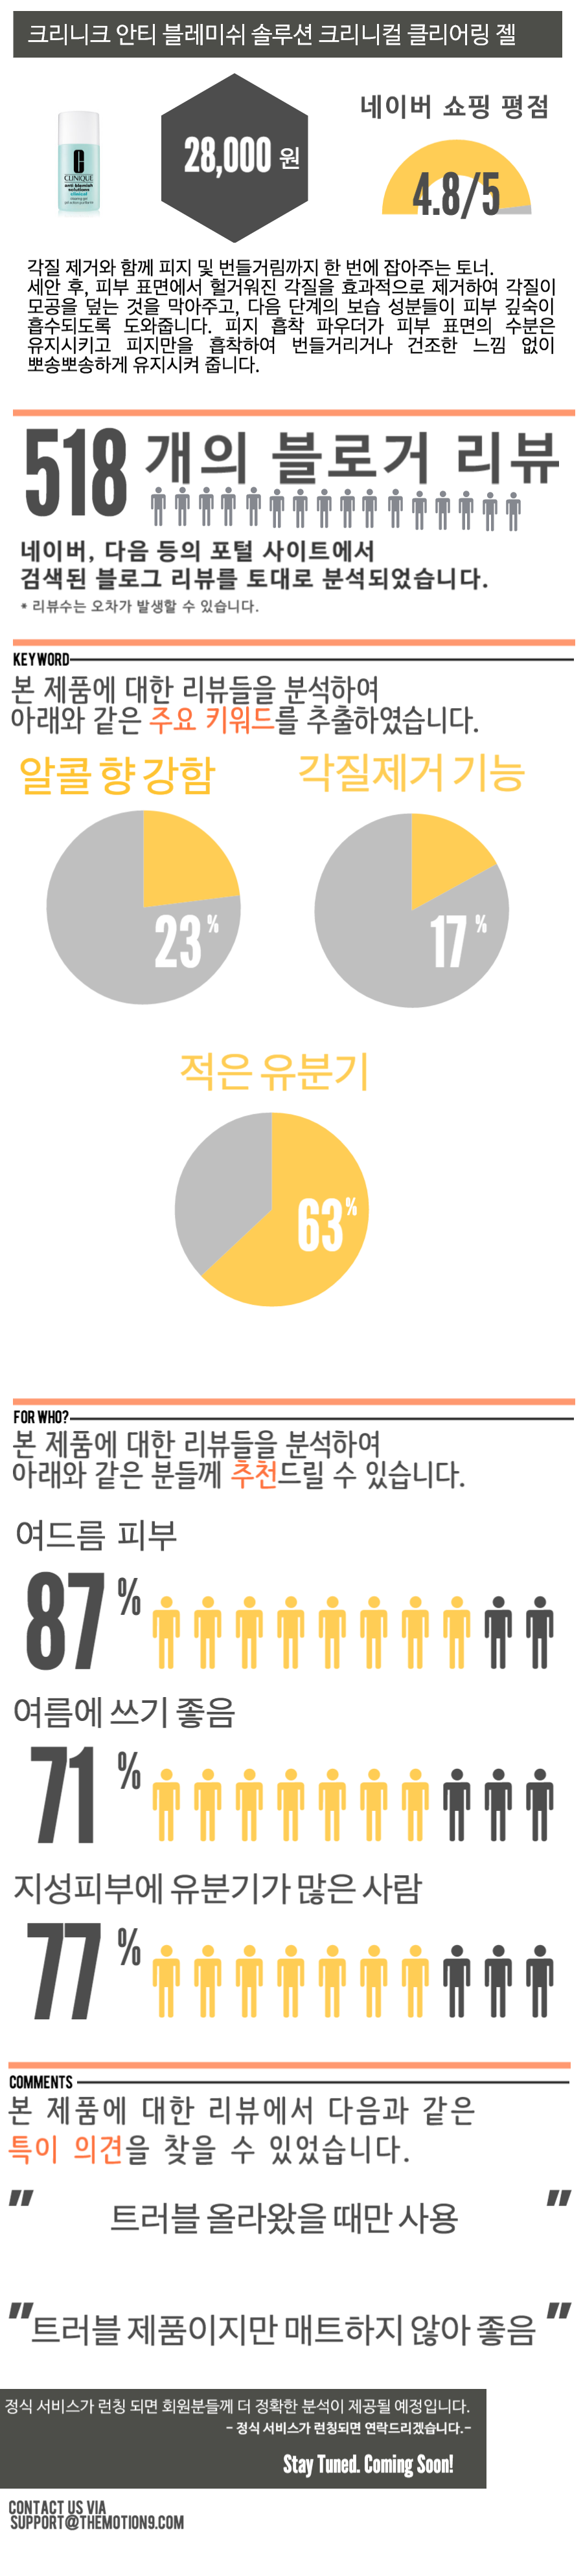 크리니크 안티 블레미쉬 솔루션 크리니컬 클리어링 젤
CLINIQUE
anti blemish
solutions
clinical
28,000 원
네이버 쇼핑 평점
4.8/5
각질 제거와 함께 피지 및 번들거림까지 한 번에 잡아주는 토너.
세안 후, 피부 표면에서 헐거워진 각질을 효과적으로 제거하여 각질이
모공을 덮는 것을 막아주고, 다음 단계의 보습 성분들이 피부 깊숙이
흡수되도록 도와줍니다. 피지 흡착 파우더가 피부 표면의 수분은
유지시키고 피지만을 흡착하여 번들거리거나 건조한 느낌 없이
뽀송뽀송하게 유지시켜 줍니다.
518 개의 블로거 리뷰
네이버, 다음 등의 포털 사이트에서
검색된 블로그 리뷰를 토대로 분석되었습니다.
* 리뷰수는 오차가 발생할 수 있습니다.
KEYWORD
본 제품에 대한 리뷰들을 분석하여
아래와 같은 주요 키워드를 추출하였습니다.
알콜 향 강함
23%
각질제거 기능
17%
적은 유분기
63%
FOR WHO?
본 제품에 대한 리뷰들을 분석하여
아래와 같은 분들께 추천드릴 수 있습니다.
여드름 피부
87%
여름에 쓰기 좋음
71%
지성피부에 유분기가 많은 사람
77%
COMMENTS
본 제품에 대한 리뷰에서 다음과 같은
특이 의견을 찾을 수 있었습니다.
" 트러블 올라왔을 때만 사용 "
" 트러블 제품이지만 매트하지 않아 좋음 "
정식 서비스가 런칭 되면 회원분들께 더 정확한 분석이 제공될 예정입니다.
- 정식 서비스가 런칭되면 연락드리겠습니다.-
Stay Tuned. Coming Soon!
CONTACT US VIA
SUPPORT@THEMOTION9.COM